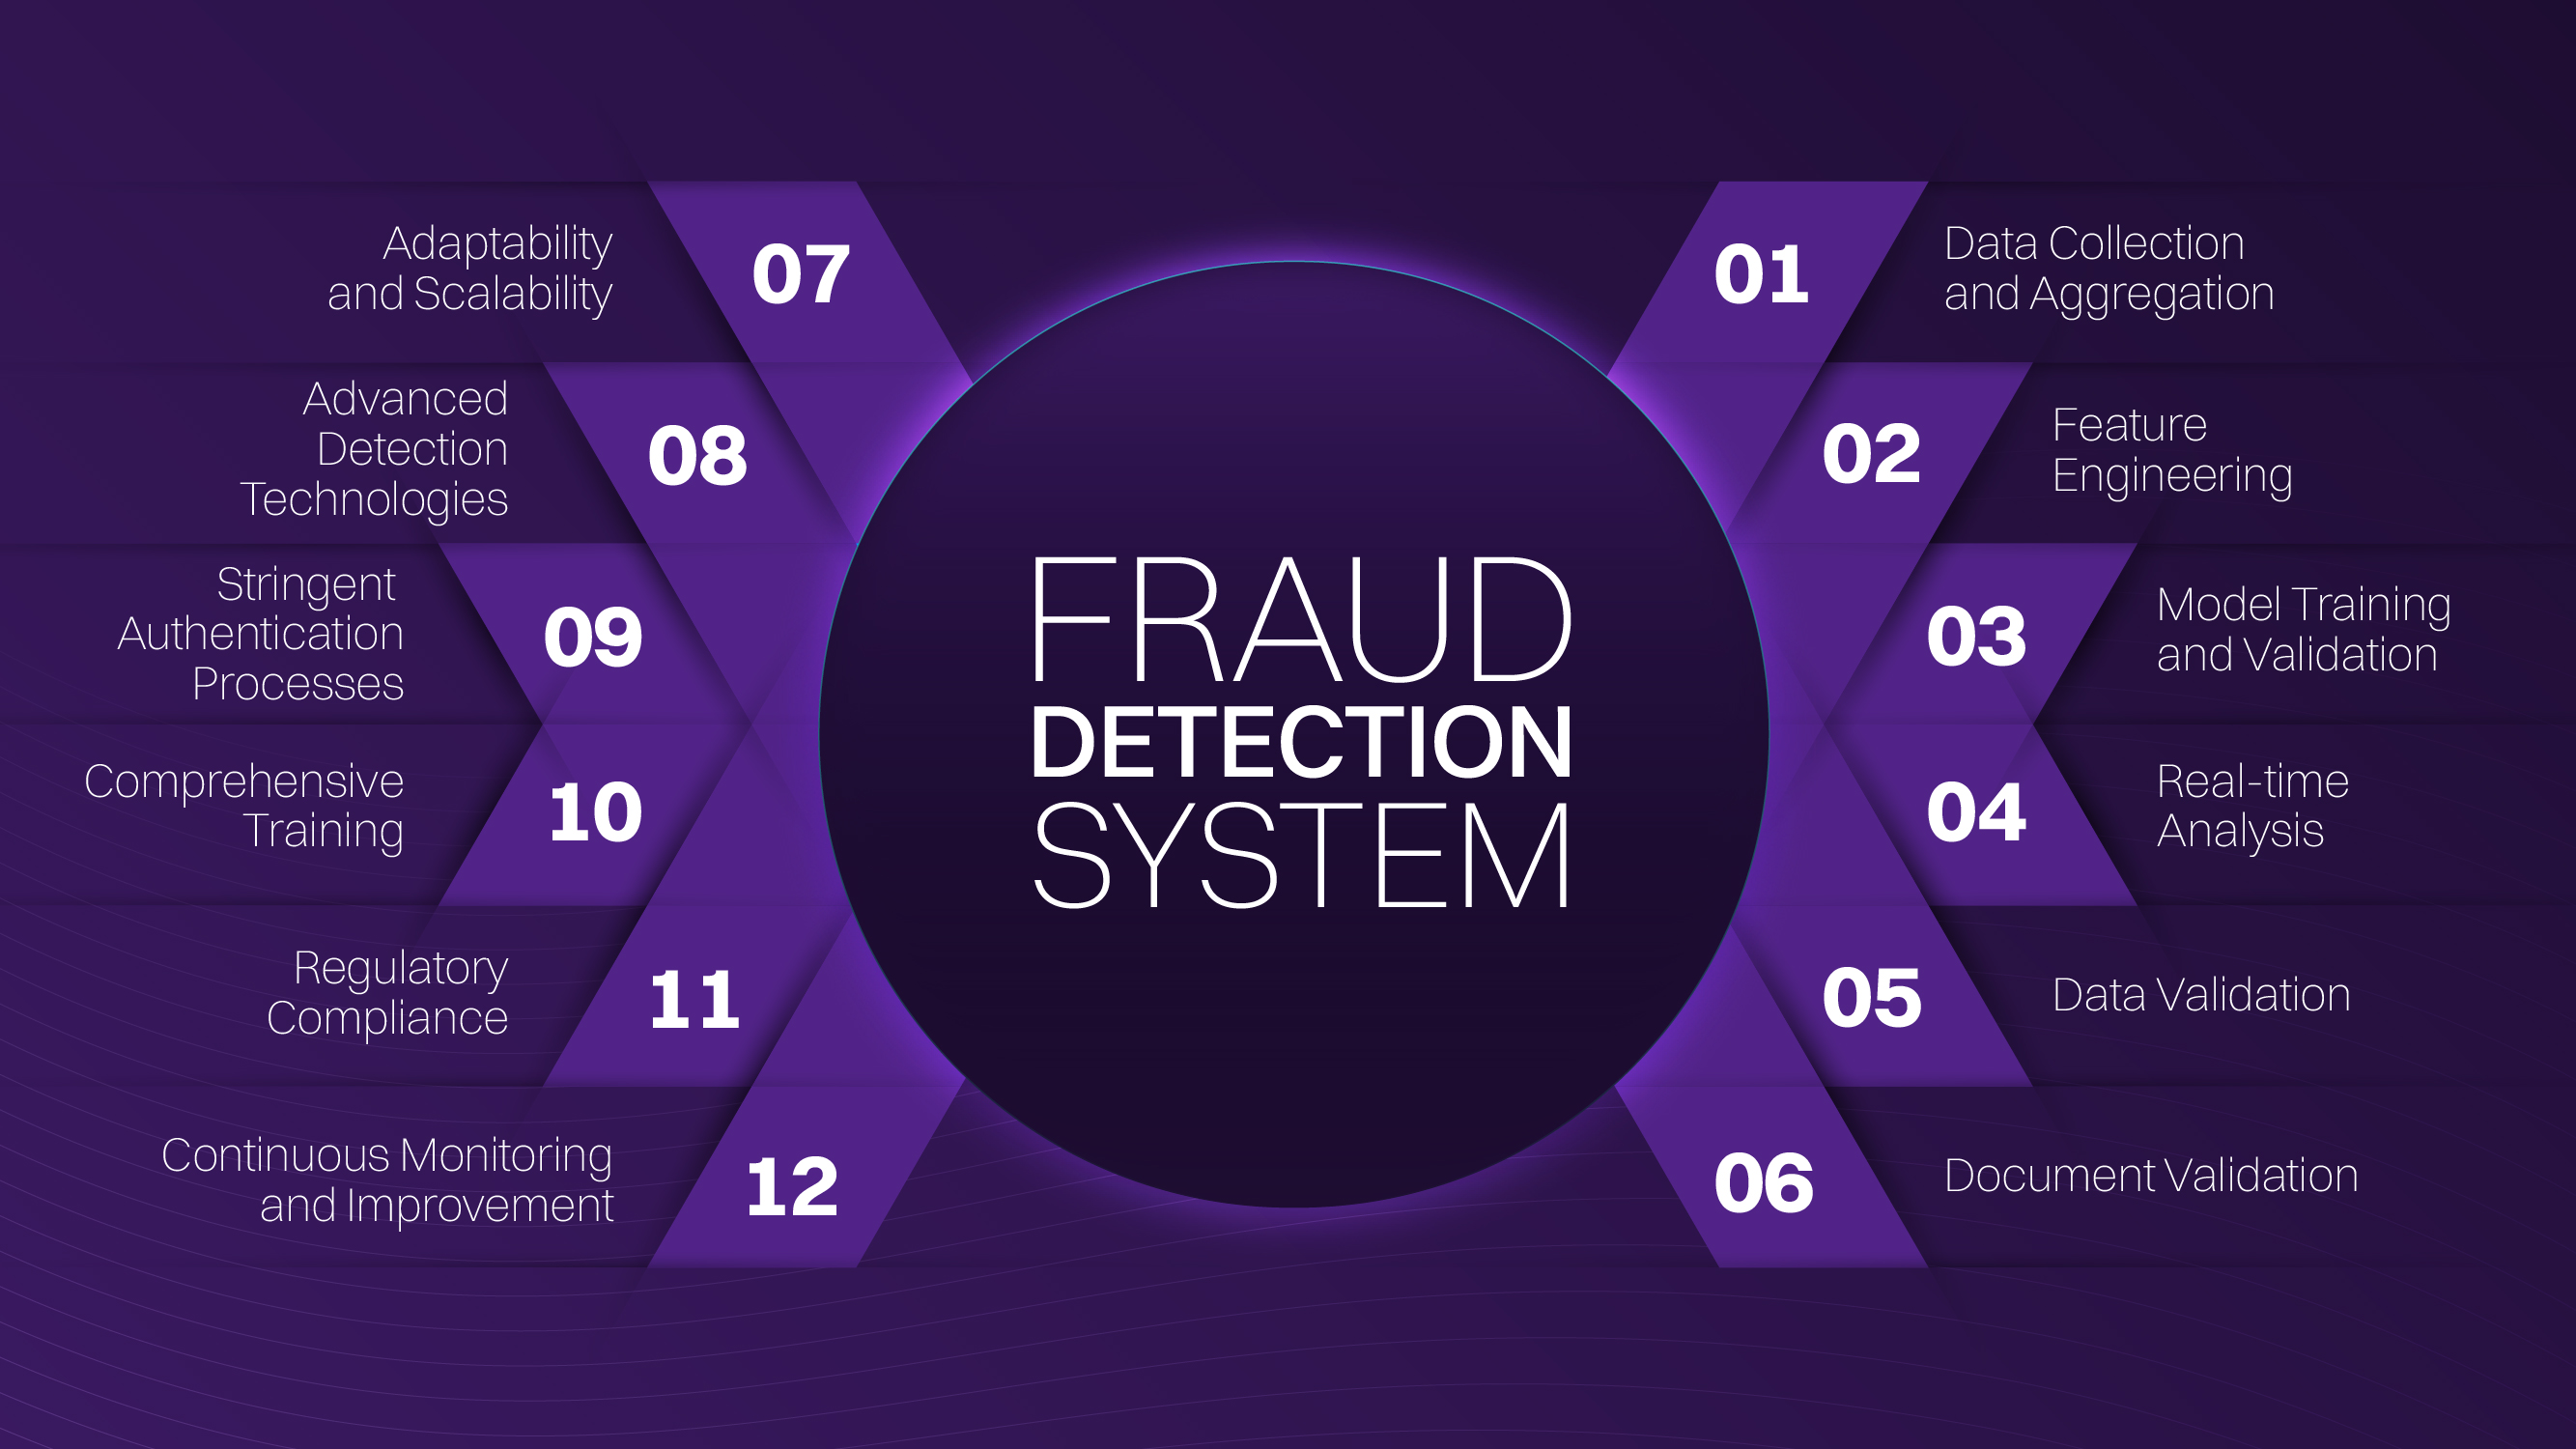 FRAUD
DETECTION
SYSTEM
01
Data Collection
and Aggregation
02
Feature
Engineering
03
Model Training
and Validation
04
Real-time
Analysis
05
Data Validation
06
Document Validation
07
Adaptability
and Scalability
08
Advanced
Detection
Technologies
09
Stringent
Authentication
Processes
10
Comprehensive
Training
11
Regulatory
Compliance
12
Continuous Monitoring
and Improvement